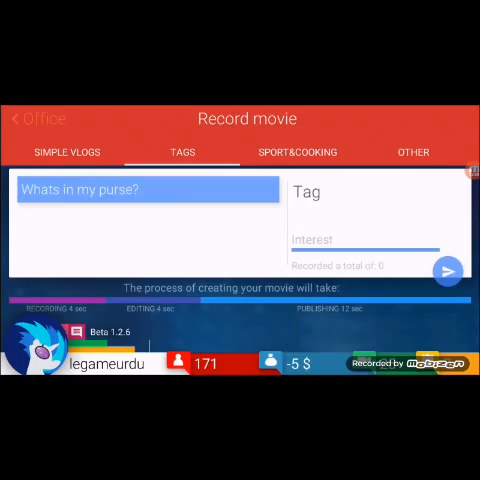 Office
Record movie
SIMPLE VLOGS
TAGS
SPORT&COOKING
OTHER
Whats in my purse?
Tag
Interest
Recorded a total of: 0
The process of creating your movie will take:
RECORDING 4 sec
EDITING 4 sec
PUBLISHING 12 sec
Beta 1.2.6
legameurdu
171
-5 $
Recorded by mobizen